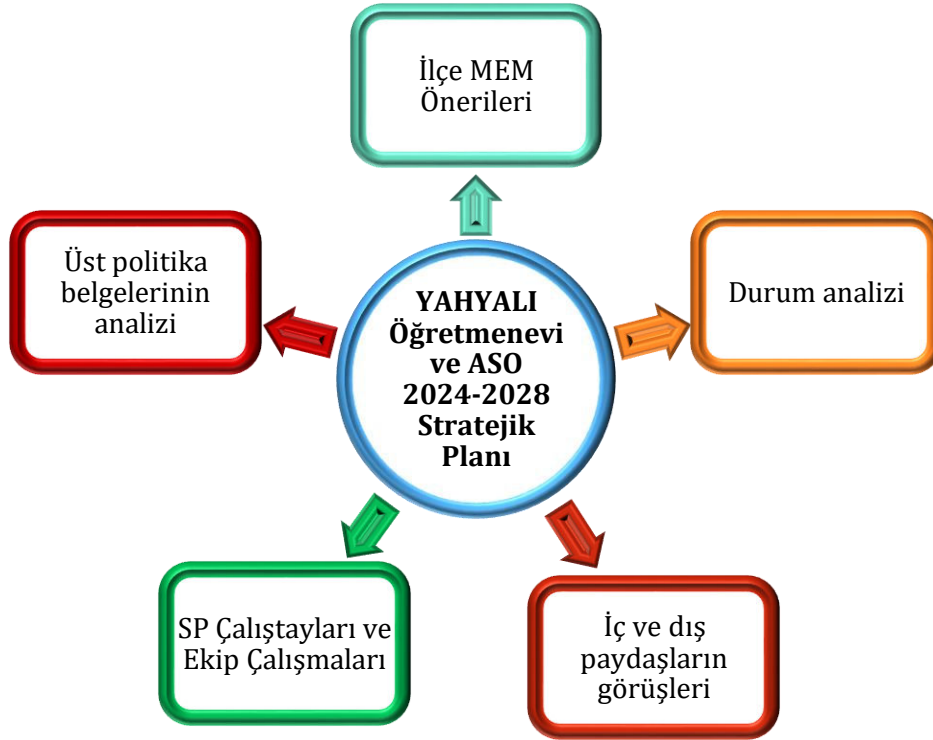 İlçe MEM
Önerileri
Üst politika
belgelerinin
analizi
YAHYALI
Öğretmenevi
ve ASO
2024-2028
Stratejik
Planı
Durum analizi
SP Çalıştayları ve
Ekip Çalışmaları
İç ve dış
paydaşların
görüşleri